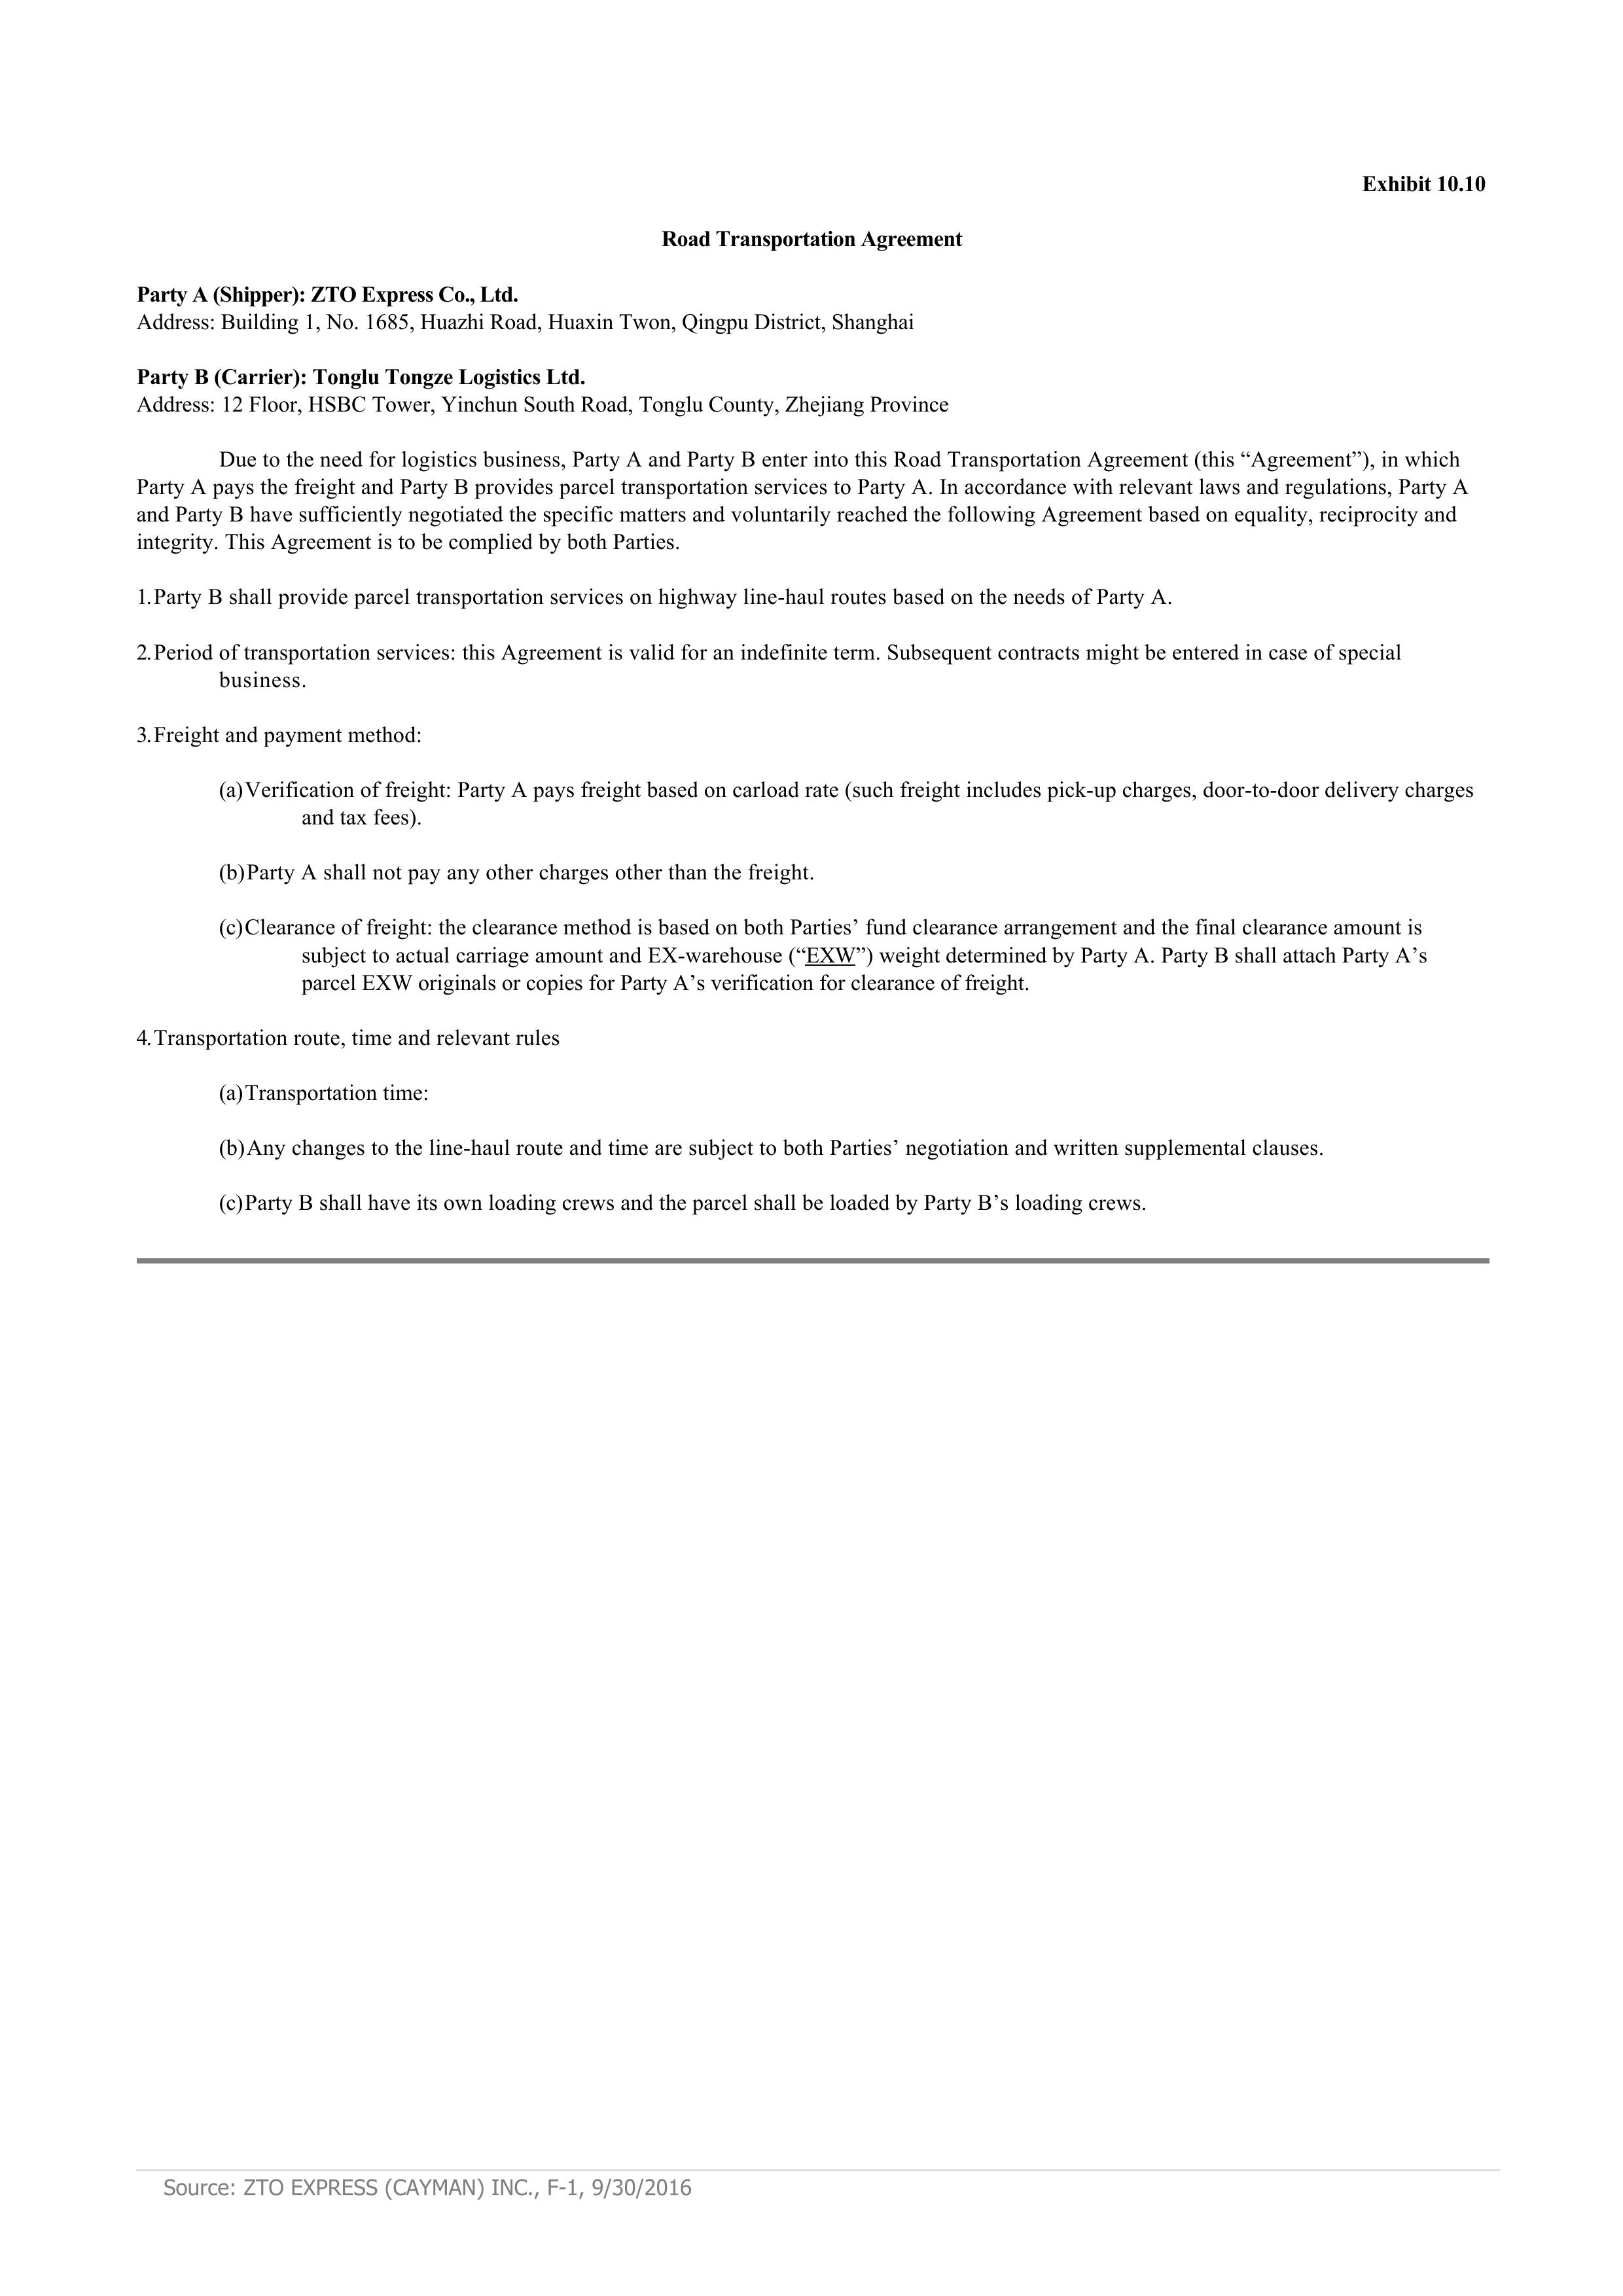 Exhibit 10.10
Road Transportation Agreement
Party A (Shipper): ZTO Express Co., Ltd.
Address: Building 1, No. 1685, Huazhi Road, Huaxin Twon, Qingpu District, Shanghai
Party B (Carrier): Tonglu Tongze Logistics Ltd.
Address: 12 Floor, HSBC Tower, Yinchun South Road, Tonglu County, Zhejiang Province
Due to the need for logistics business, Party A and Party B enter into this Road Transportation Agreement (this “Agreement”), in which
Party A pays the freight and Party B provides parcel transportation services to Party A. In accordance with relevant laws and regulations, Party A
and Party B have sufficiently negotiated the specific matters and voluntarily reached the following Agreement based on equality, reciprocity and
integrity. This Agreement is to be complied by both Parties.
1. Party B shall provide parcel transportation services on highway line-haul routes based on the needs of Party A.
2. Period of transportation services: this Agreement is valid for an indefinite term. Subsequent contracts might be entered in case of special
business.
3. Freight and payment method:
(a) Verification of freight: Party A pays freight based on carload rate (such freight includes pick-up charges, door-to-door delivery charges
and tax fees).
(b) Party A shall not pay any other charges other than the freight.
(c) Clearance of freight: the clearance method is based on both Parties’ fund clearance arrangement and the final clearance amount is
subject to actual carriage amount and EX-warehouse (“EXW”) weight determined by Party A. Party B shall attach Party A’s
parcel EXW originals or copies for Party A’s verification for clearance of freight.
4. Transportation route, time and relevant rules
(a) Transportation time:
(b) Any changes to the line-haul route and time are subject to both Parties’ negotiation and written supplemental clauses.
(c) Party B shall have its own loading crews and the parcel shall be loaded by Party B’s loading crews.
Source: ZTO EXPRESS (CAYMAN) INC., F-1, 9/30/2016